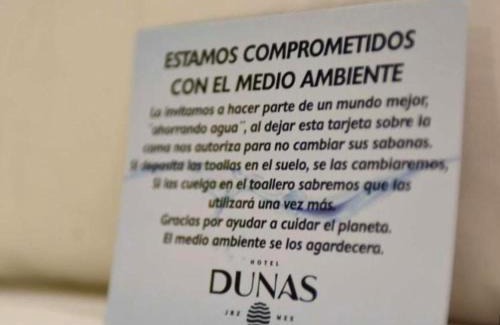 ESTAMOS COMPROMETIDOS
CON EL MEDIO AMBIENTE
Lo invitamos a hacer parte de un mundo mejor,
"ahorrando agua", al dejar esta tarjeta sobre la
cama nos autoriza para no cambiar sus sabanas.
Si deposita las toallas en el suelo, se las cambiaremos,
Si las cuelga en el toallero sabremos que las
utilizará una vez más.
Gracias por ayudar a cuidar el planeta.
El medio ambiente se los agardecera.
HOTEL
DUNAS